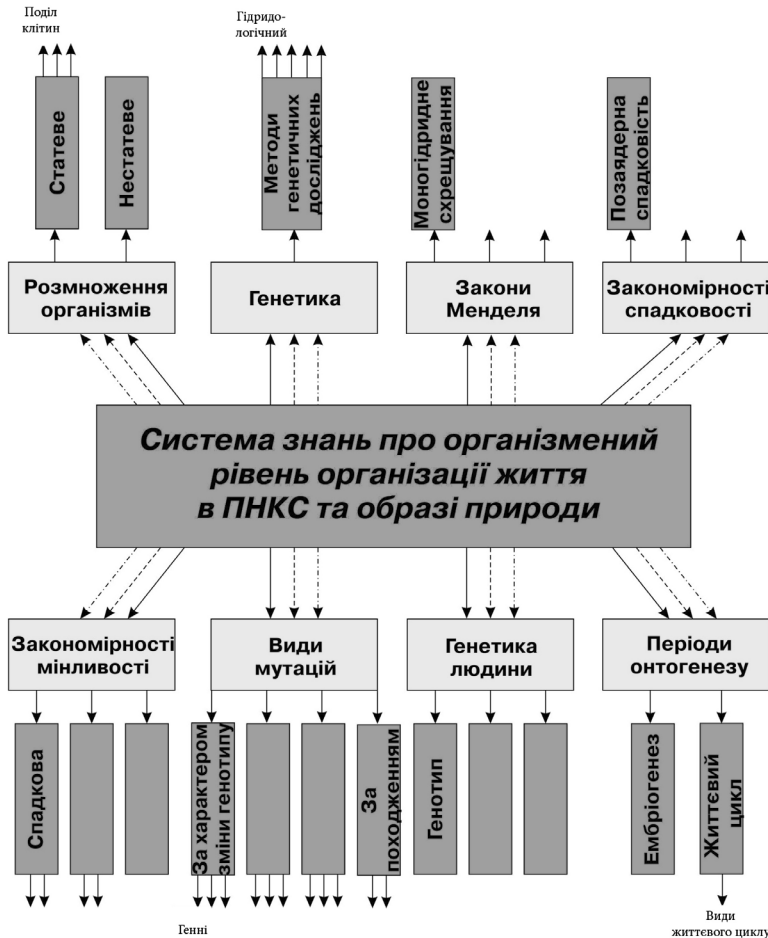 Поділ
клітин
Гідридо-
логічний
Статеве
Нестатеве
Методи
генетичних
досліджень
Моногідридне
схрещування
Позаядерна
спадковість
Розмноження
організмів
Генетика
Закони
Менделя
Закономірності
спадковості
Система знань про організмений
рівень організації життя
в ПНКС та образі природи
Закономірності
мінливості
Види
мутацій
Генетика
людини
Періоди
онтогенезу
Спадкова
За характером
зміни генотипу
За
походженням
Генотип
Ембріогенез
Життєвий
цикл
Генні
Види
життєвого циклу